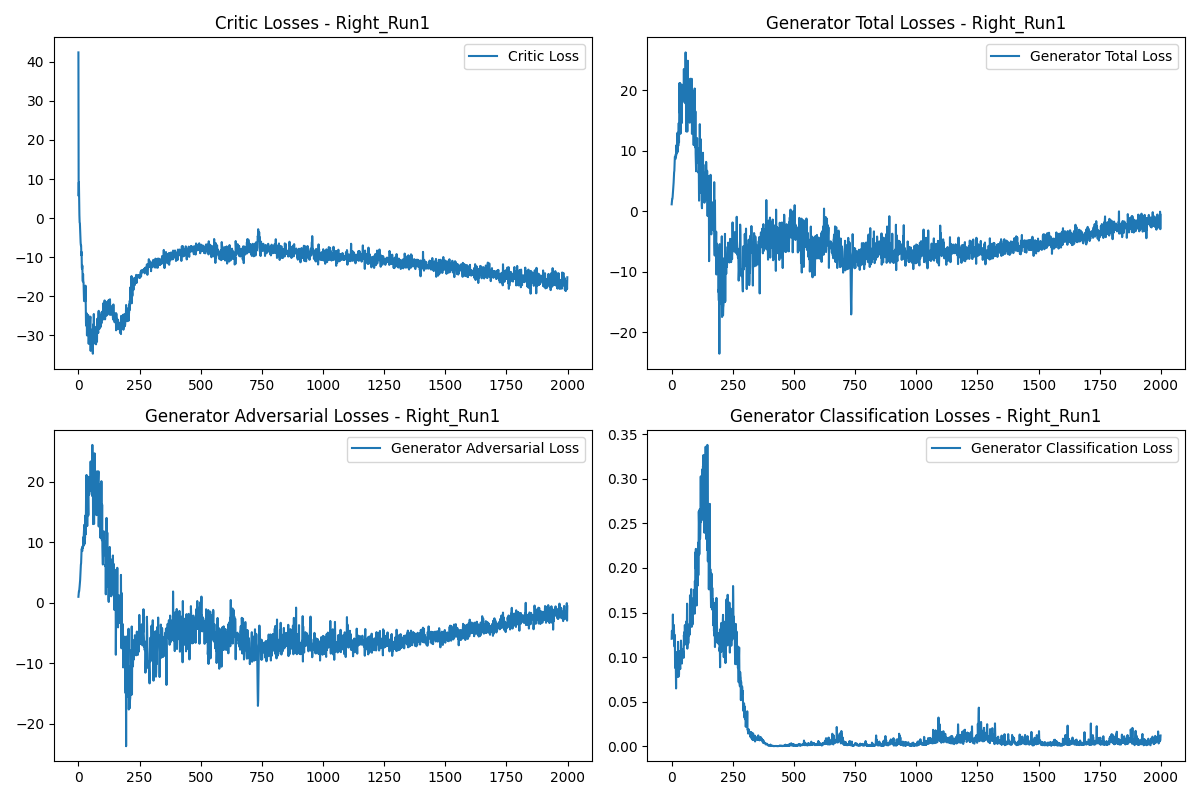 Critic Losses - Right_Run1
Critic Loss
40
30
20
10
0
−10
−20
−30
0 250 500 750 1000 1250 1500 1750 2000
Generator Total Losses - Right_Run1
Generator Total Loss
20
10
0
−10
−20
0 250 500 750 1000 1250 1500 1750 2000
Generator Adversarial Losses - Right_Run1
Generator Adversarial Loss
20
10
0
−10
−20
0 250 500 750 1000 1250 1500 1750 2000
Generator Classification Losses - Right_Run1
Generator Classification Loss
0.35
0.30
0.25
0.20
0.15
0.10
0.05
0.00
0 250 500 750 1000 1250 1500 1750 2000